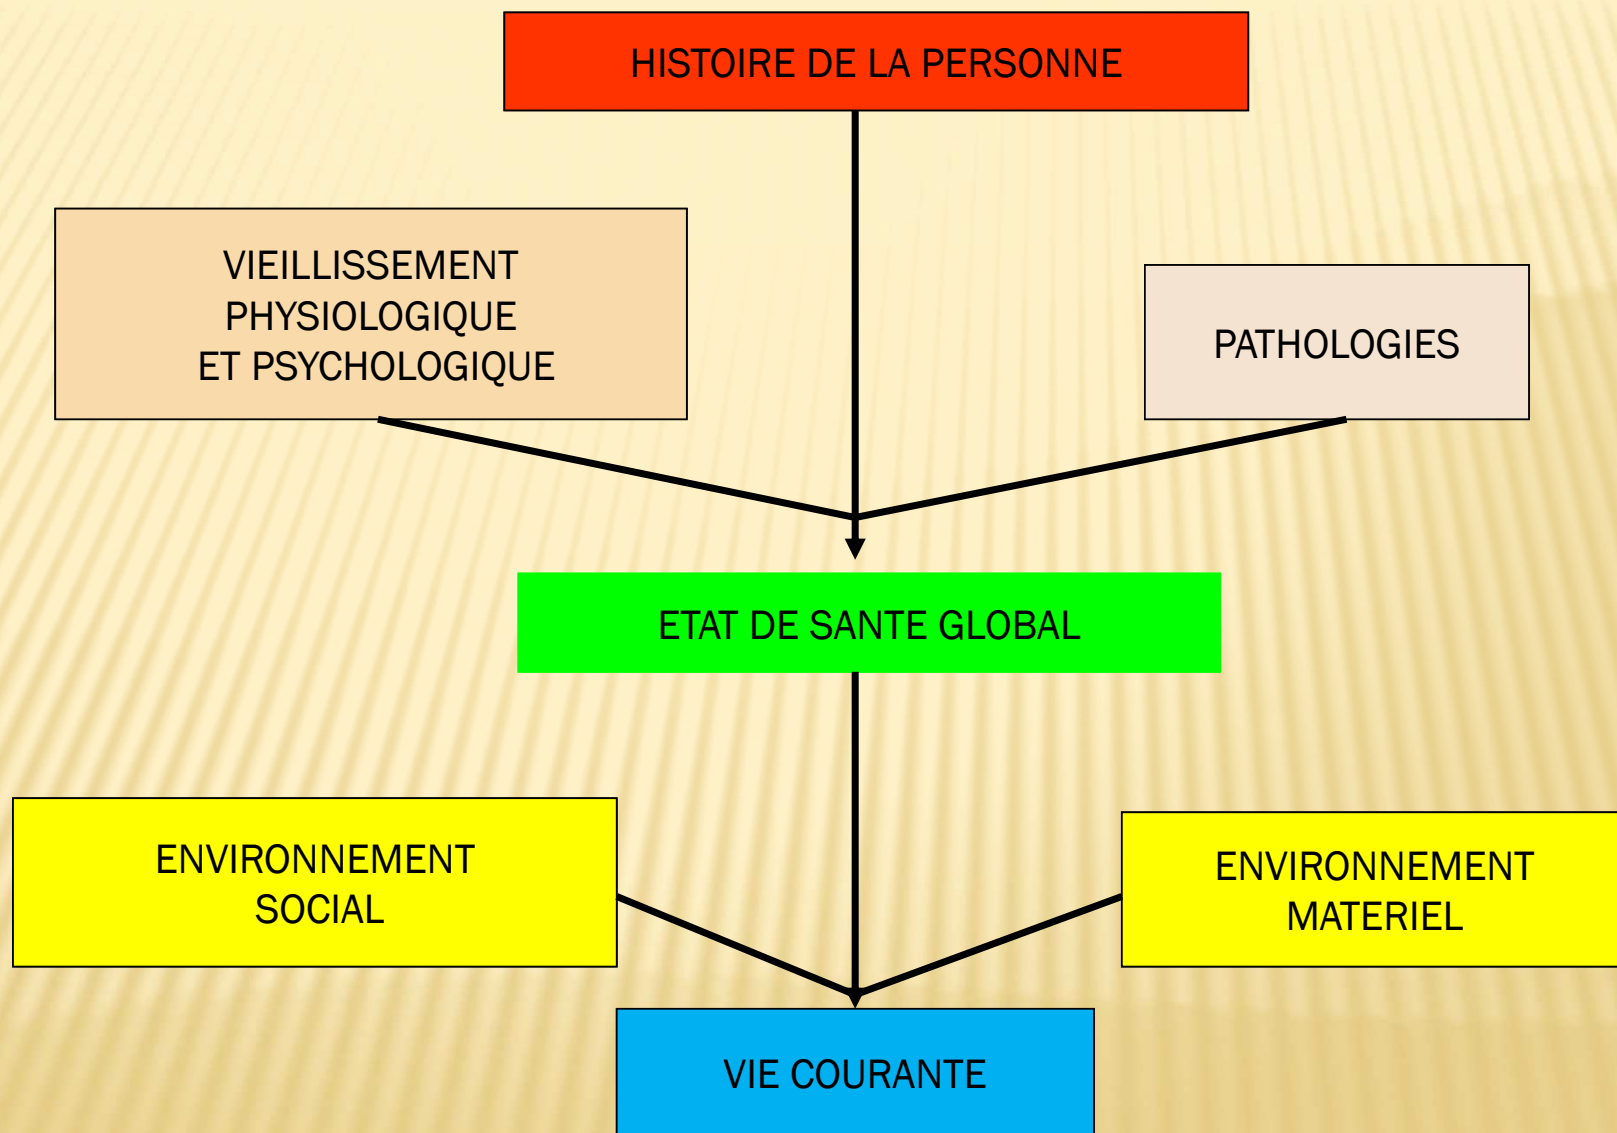 HISTOIRE DE LA PERSONNE
VIEILLISSEMENT
PHYSIOLOGIQUE
ET PSYCHOLOGIQUE
PATHOLOGIES
ETAT DE SANTE GLOBAL
ENVIRONNEMENT
SOCIAL
ENVIRONNEMENT
MATERIEL
VIE COURANTE